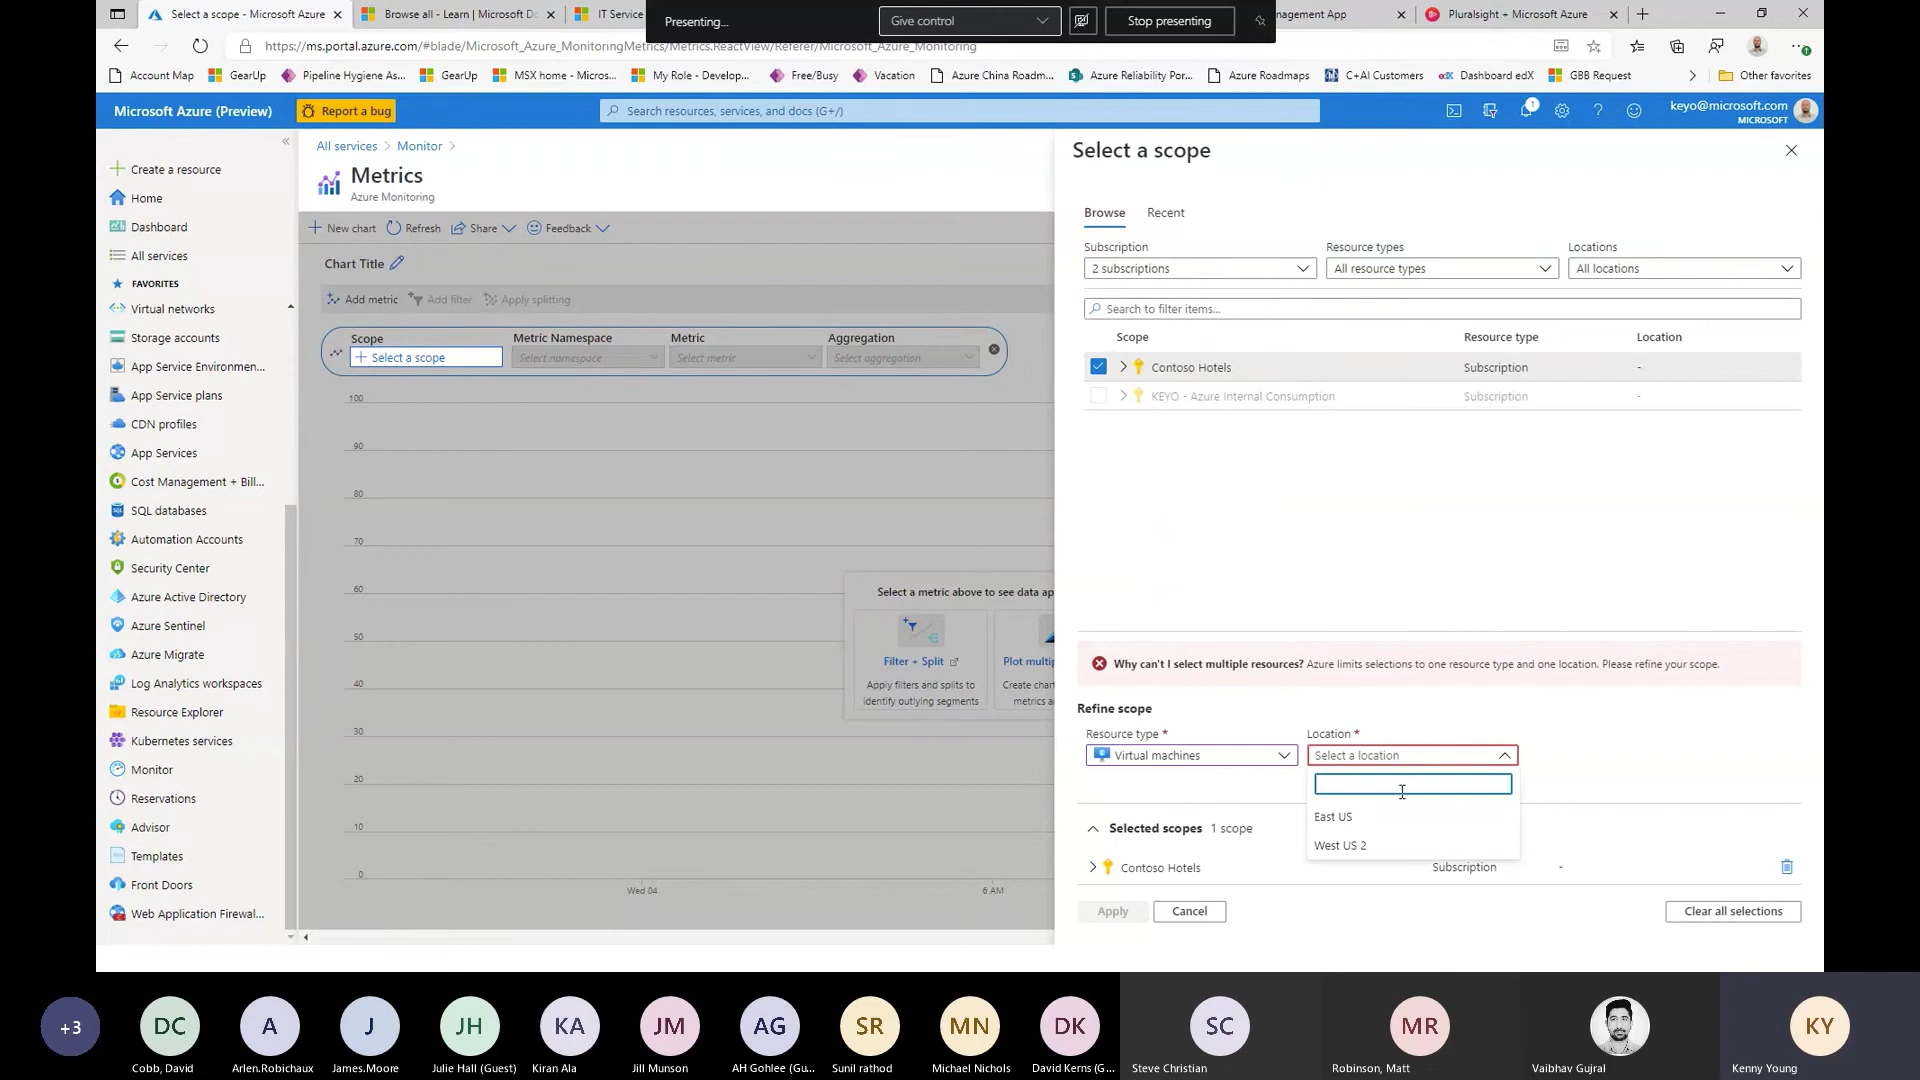 Select a scope - Microsoft Azure
Browse all - Learn | Microsoft Do
IT Service
Presenting...
Give control
Stop presenting
nagement App
Pluralsight + Microsoft Azure
https://ms.portal.azure.com/#blade/Microsoft_Azure_MonitoringMetrics/Metrics.ReactView/Referer/Microsoft_Azure_Monitoring
Account Map
GearUp
Pipeline Hygiene As...
GearUp
MSX home - Micros...
My Role - Develop...
Free/Busy
Vacation
Azure China Roadm...
Azure Reliability Por...
Azure Roadmaps
C+AI Customers
Dashboard edX
GBB Request
Other favorites
Microsoft Azure (Preview)
Report a bug
Search resources, services, and docs (G+/)
1
keyo@microsoft.com
MICROSOFT
Create a resource
Home
Dashboard
All services
FAVORITES
Virtual networks
Storage accounts
App Service Environmen...
App Service plans
CDN profiles
App Services
Cost Management + Bill...
SQL databases
Automation Accounts
Security Center
Azure Active Directory
Azure Sentinel
Azure Migrate
Log Analytics workspaces
Resource Explorer
Kubernetes services
Monitor
Reservations
Advisor
Templates
Front Doors
Web Application Firewal...
All services > Monitor >
Metrics
Azure Monitoring
New chart
Refresh
Share
Feedback
Chart Title
Add metric
Add filter
Apply splitting
Scope
Metric Namespace
Metric
Aggregation
Select a scope
Select namespace
Select metric
Select aggregation
100
90
80
70
60
50
40
30
20
10
0
Wed 04
6 AM
Select a metric above to see data ap
Filter + Split
Apply filters and splits to
identify outlying segments
Plot multip
Create chart
metrics a
Select a scope
Browse
Recent
Subscription
Resource types
Locations
2 subscriptions
All resource types
All locations
Search to filter items...
Scope
Resource type
Location
Contoso Hotels
Subscription
-
KEYO - Azure Internal Consumption
Subscription
-
Why can't I select multiple resources? Azure limits selections to one resource type and one location. Please refine your scope.
Refine scope
Resource type *
Location *
Virtual machines
Select a location
East US
West US 2
Selected scopes 1 scope
Contoso Hotels
Subscription
-
Apply
Cancel
Clear all selections
+3
DC
A
J
JH
KA
JM
AG
SR
MN
DK
SC
MR
KY
Cobb, David
Arlen.Robichaux
James.Moore
Julie Hall (Guest)
Kiran Ala
Jill Munson
AH Gohlee (Gu...
Sunil rathod
Michael Nichols
David Kerns (G...
Steve Christian
Robinson, Matt
Vaibhav Gujral
Kenny Young